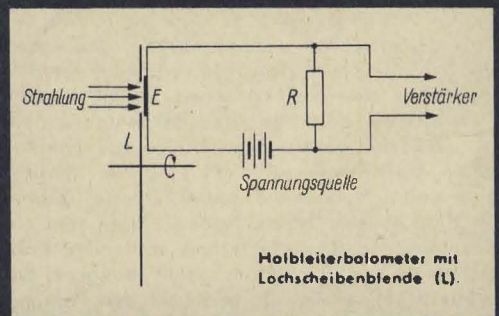 Strahlung
E
R
Verstärker
L
Spannungsquelle
Halbleiterbolometer mit
Lochscheibenblende (L).